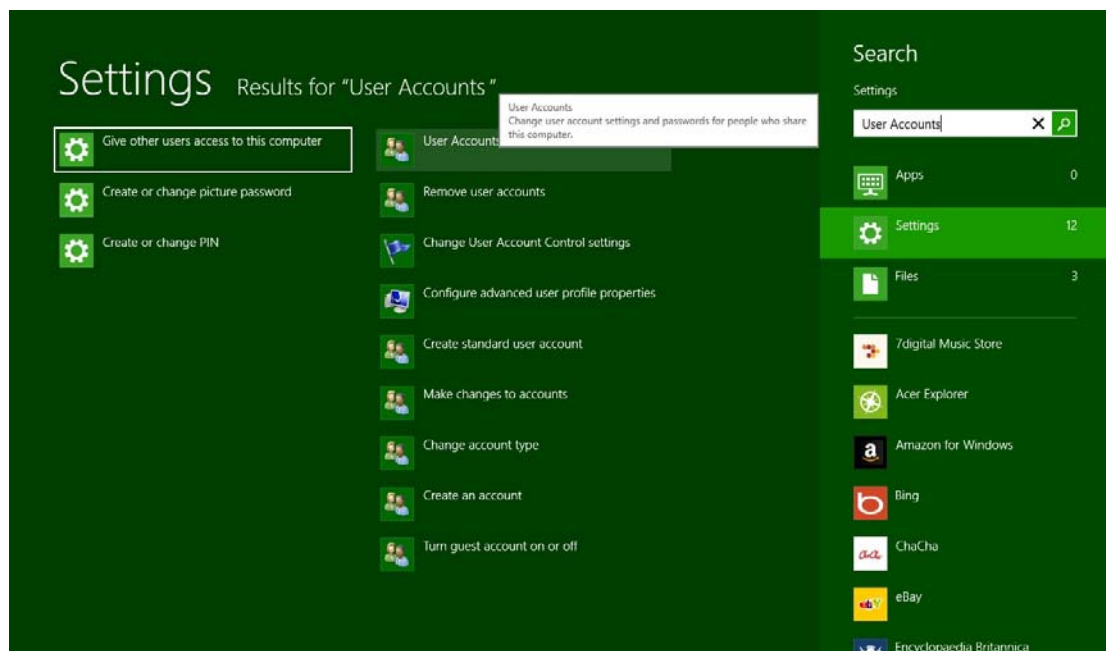 Settings Results for “User Accounts ”
Give other users access to this computer
Create or change picture password
Create or change PIN
User Accounts
User Accounts
Change user account settings and passwords for people who share
this computer.
Remove user accounts
Change User Account Control settings
Configure advanced user profile properties
Create standard user account
Make changes to accounts
Change account type
Create an account
Turn guest account on or off
Search
Settings
User Accounts
Apps 0
Settings 12
Files 3
7digital Music Store
Acer Explorer
a Amazon for Windows
b Bing
aa ChaCha
ebay eBay
Encyclopaedia Britannica